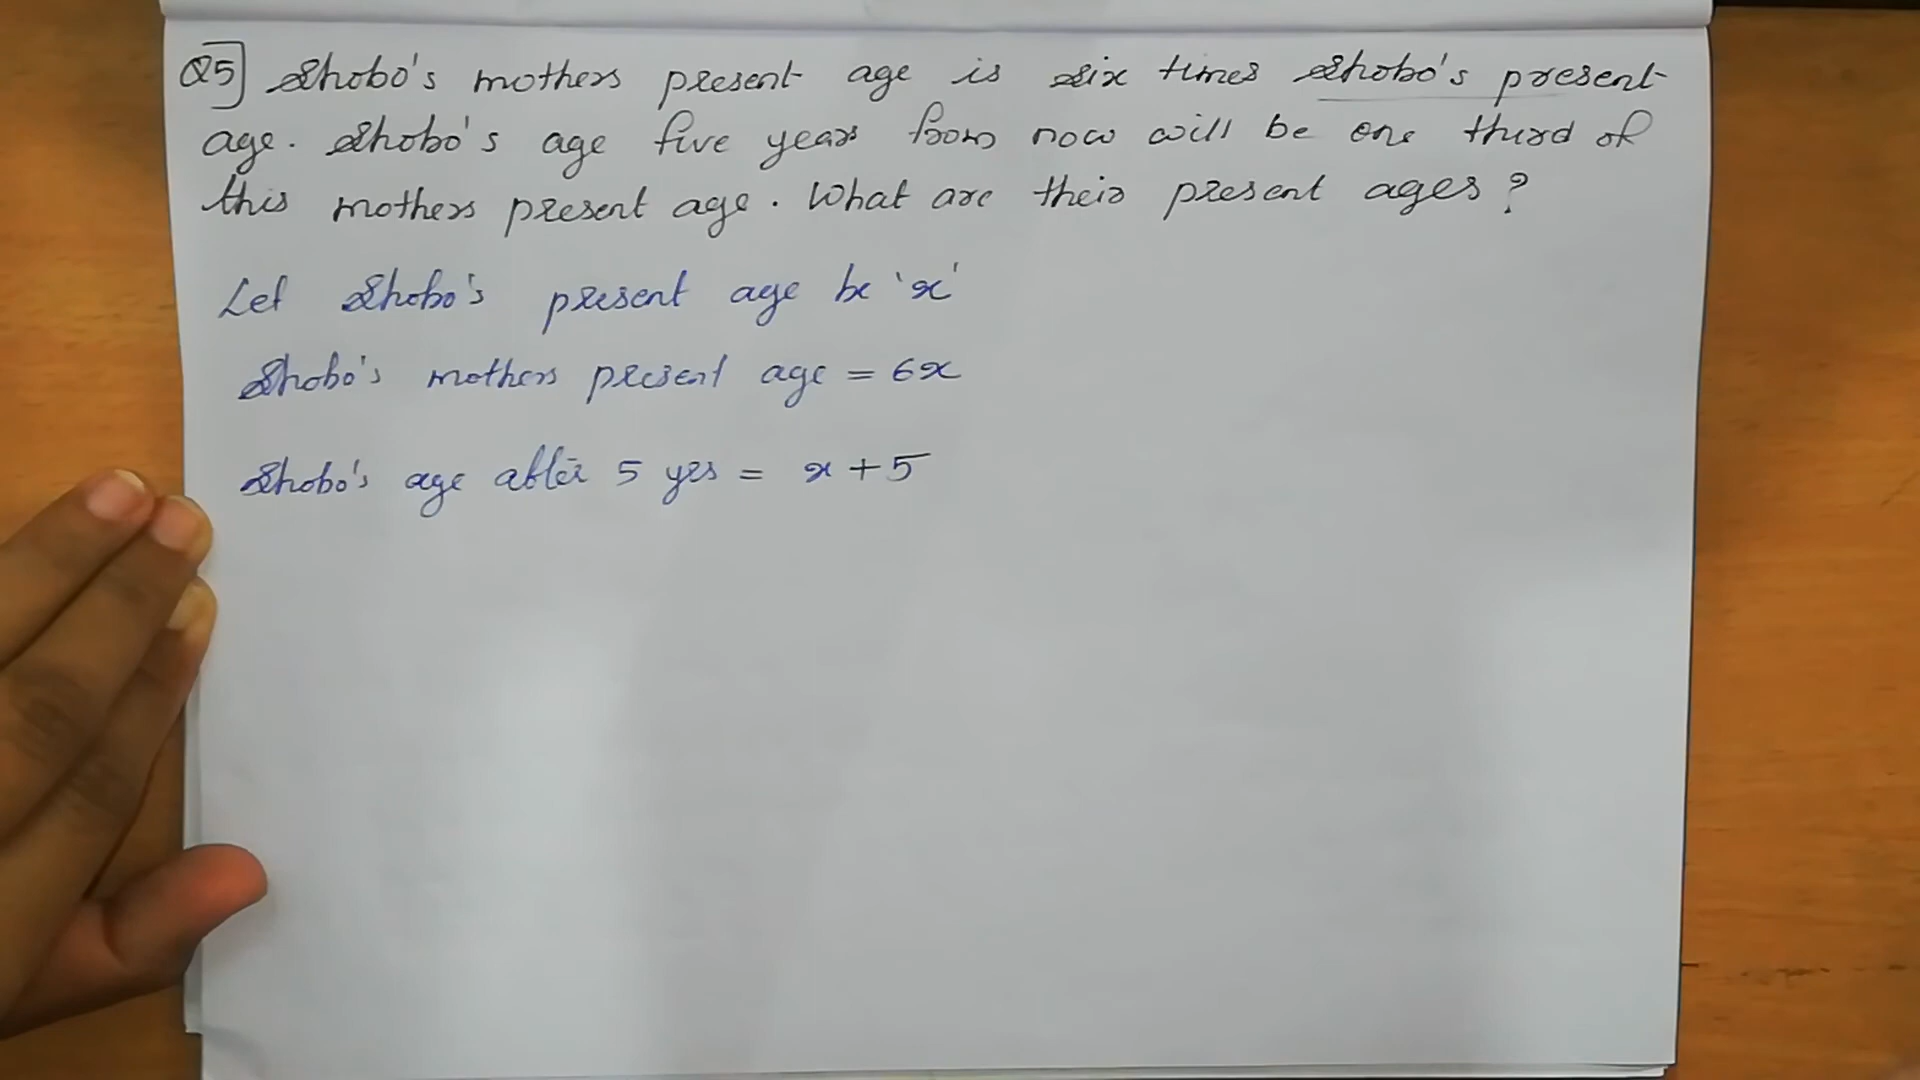 Q5] Shobo's mothers present age is six times Shobo's present
age. Shobo's age five years from now will be one third of
this mothers present age. What are their present ages?
Let Shobo's present age be 'x'
Shobo's mothers present age = 6x
Shobo's age after 5 yrs = x + 5